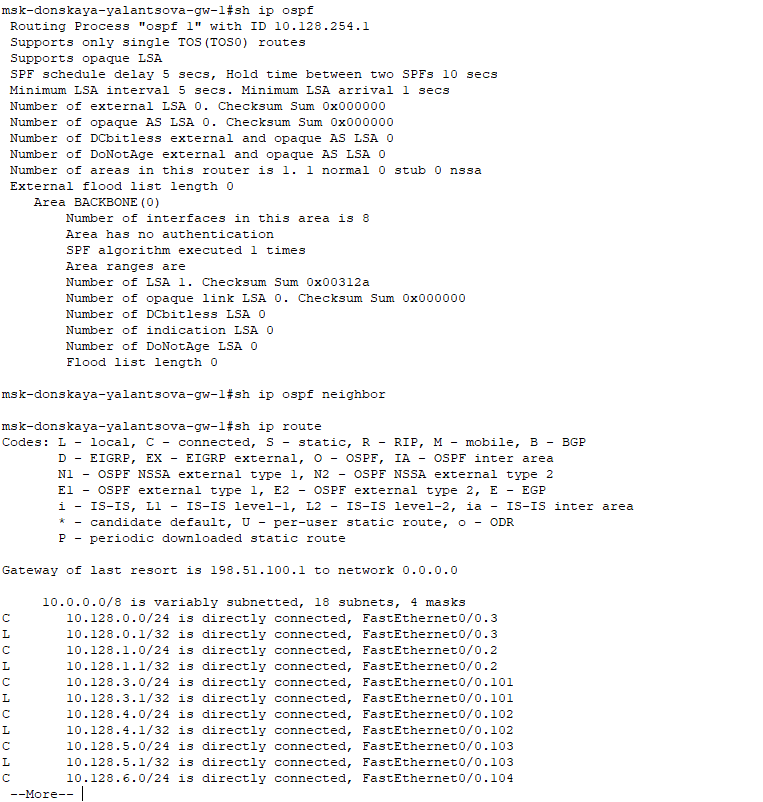 msk-donskaya-yalantsova-gw-1#sh ip ospf
Routing Process "ospf 1" with ID 10.128.254.1
Supports only single TOS(TOS0) routes
Supports opaque LSA
SPF schedule delay 5 secs, Hold time between two SPFs 10 secs
Minimum LSA interval 5 secs. Minimum LSA arrival 1 secs
Number of external LSA 0. Checksum Sum 0x000000
Number of opaque AS LSA 0. Checksum Sum 0x000000
Number of DCbitless external and opaque AS LSA 0
Number of DoNotAge external and opaque AS LSA 0
Number of areas in this router is 1. 1 normal 0 stub 0 nssa
External flood list length 0
Area BACKBONE(0)
Number of interfaces in this area is 8
Area has no authentication
SPF algorithm executed 1 times
Area ranges are
Number of LSA 1. Checksum Sum 0x00312a
Number of opaque link LSA 0. Checksum Sum 0x000000
Number of DCbitless LSA 0
Number of indication LSA 0
Number of DoNotAge LSA 0
Flood list length 0
msk-donskaya-yalantsova-gw-1#sh ip ospf neighbor
msk-donskaya-yalantsova-gw-1#sh ip route
Codes: L - local, C - connected, S - static, R - RIP, M - mobile, B - BGP
D - EIGRP, EX - EIGRP external, O - OSPF, IA - OSPF inter area
N1 - OSPF NSSA external type 1, N2 - OSPF NSSA external type 2
E1 - OSPF external type 1, E2 - OSPF external type 2, E - EGP
i - IS-IS, L1 - IS-IS level-1, L2 - IS-IS level-2, ia - IS-IS inter area
* - candidate default, U - per-user static route, o - ODR
P - periodic downloaded static route
Gateway of last resort is 198.51.100.1 to network 0.0.0.0
10.0.0.0/8 is variably subnetted, 18 subnets, 4 masks
C 10.128.0.0/24 is directly connected, FastEthernet0/0.3
L 10.128.0.1/32 is directly connected, FastEthernet0/0.3
C 10.128.1.0/24 is directly connected, FastEthernet0/0.2
L 10.128.1.1/32 is directly connected, FastEthernet0/0.2
C 10.128.3.0/24 is directly connected, FastEthernet0/0.101
L 10.128.3.1/32 is directly connected, FastEthernet0/0.101
C 10.128.4.0/24 is directly connected, FastEthernet0/0.102
L 10.128.4.1/32 is directly connected, FastEthernet0/0.102
C 10.128.5.0/24 is directly connected, FastEthernet0/0.103
L 10.128.5.1/32 is directly connected, FastEthernet0/0.103
C 10.128.6.0/24 is directly connected, FastEthernet0/0.104
--More--